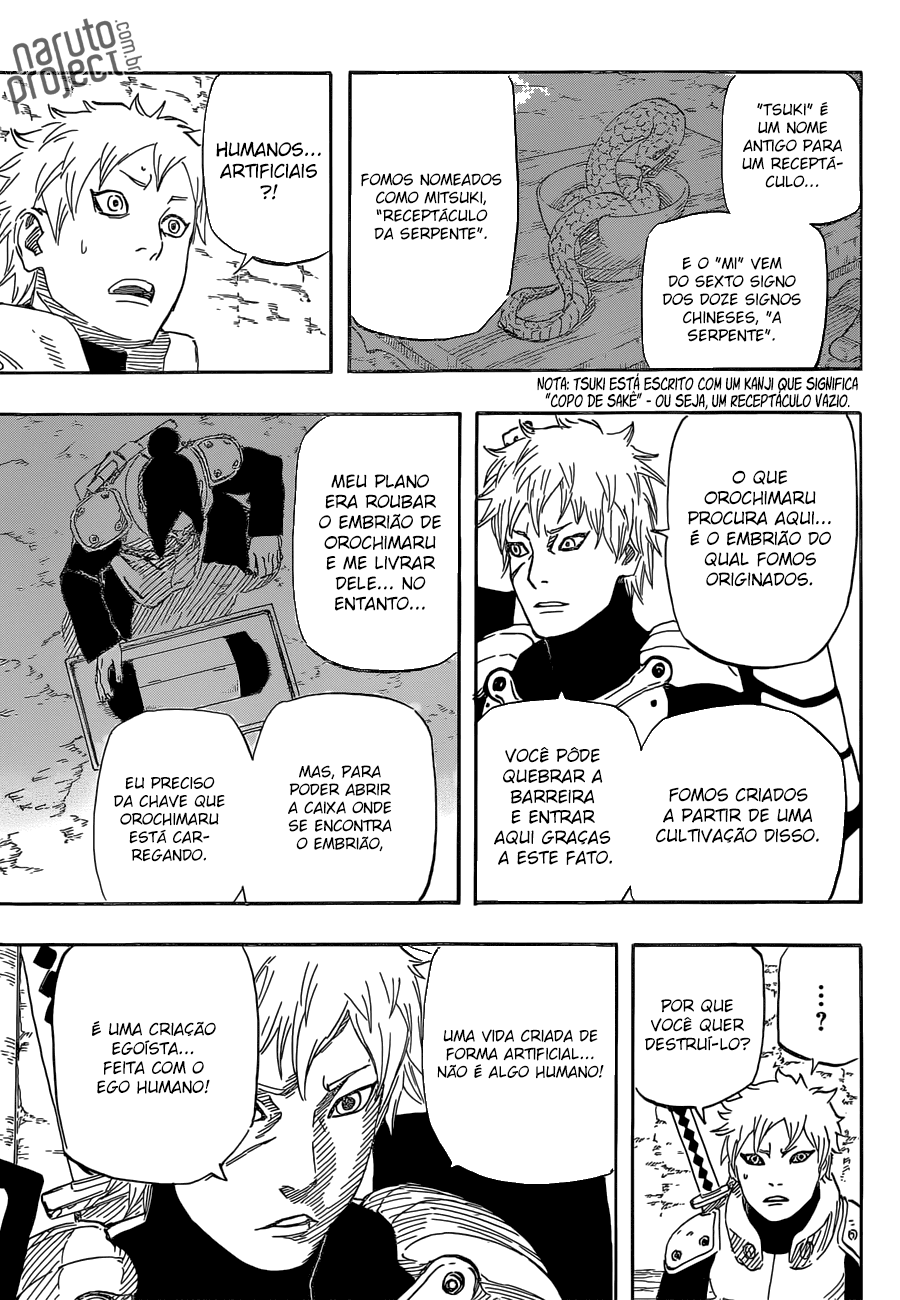 naruto
project.com.br
"TSUKI" É
UM NOME
ANTIGO PARA
UM RECEPTÁ-
CULO...
E O "MI" VEM
DO SEXTO SIGNO
DOS DOZE SIGNOS
CHINESES, "A
SERPENTE".
FOMOS NOMEADOS
COMO MITSUKI,
"RECEPTÁCULO
DA SERPENTE".
NOTA: TSUKI ESTÁ ESCRITO COM UM KANJI QUE SIGNIFICA
"COPO DE SAKÊ" - OU SEJA, UM RECEPTÁCULO VAZIO.
HUMANOS...
ARTIFICIAIS
?!
O QUE
OROCHIMARU
PROCURA AQUI...
É O EMBRIÃO DO
QUAL FOMOS
ORIGINADOS.
FOMOS CRIADOS
A PARTIR DE UMA
CULTIVAÇÃO DISSO.
VOCÊ PÔDE
QUEBRAR A
BARREIRA
E ENTRAR
AQUI GRAÇAS
A ESTE FATO.
MEU PLANO
ERA ROUBAR
O EMBRIÃO DE
OROCHIMARU
E ME LIVRAR
DELE... NO
ENTANTO...
MAS, PARA
PODER ABRIR
A CAIXA ONDE
SE ENCONTRA
O EMBRIÃO,
EU PRECISO
DA CHAVE QUE
OROCHIMARU
ESTÁ CAR-
REGANDO.
...?
POR QUE
VOCÊ QUER
DESTRUÍ-LO?
UMA VIDA CRIADA DE
FORMA ARTIFICIAL...
NÃO É ALGO HUMANO!
É UMA CRIAÇÃO
EGOÍSTA...
FEITA COM O
EGO HUMANO!